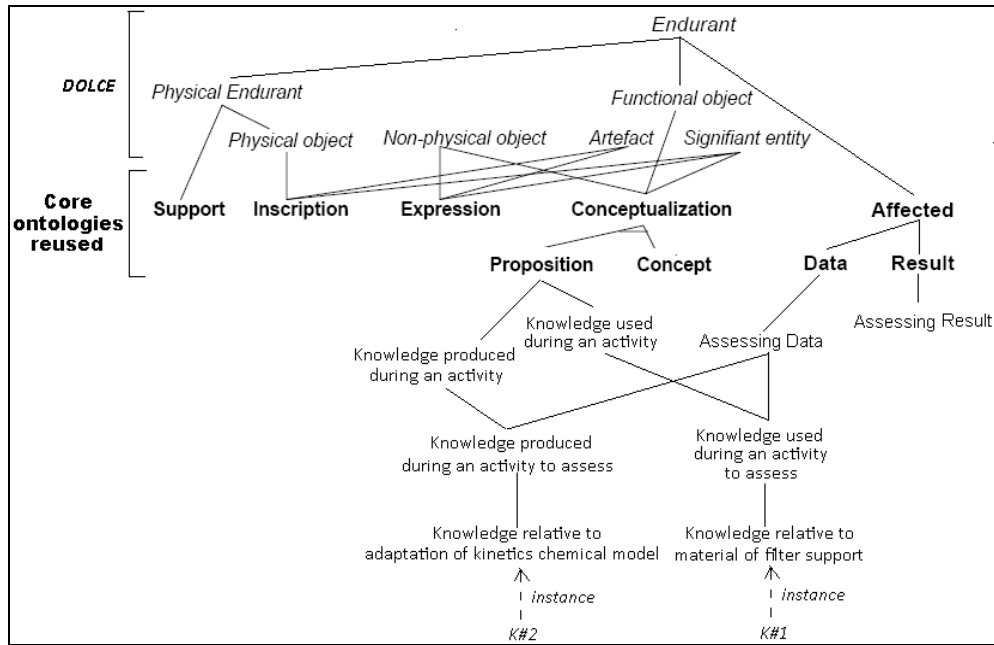 Endurant
DOLCE
Physical Endurant
Functional object
Physical object
Non-physical object
Artefact
Signifiant entity
Core
ontologies
reused
Support
Inscription
Expression
Conceptualization
Affected
Proposition
Concept
Data
Result
Knowledge used
during an activity
Assessing Data
Assessing Result
Knowledge produced
during an activity
Knowledge produced
during an activity to assess
Knowledge used
during an activity
to assess
Knowledge relative to
adaptation of kinetics chemical model
Knowledge relative to
material of filter support
instance
instance
K#2
K#1